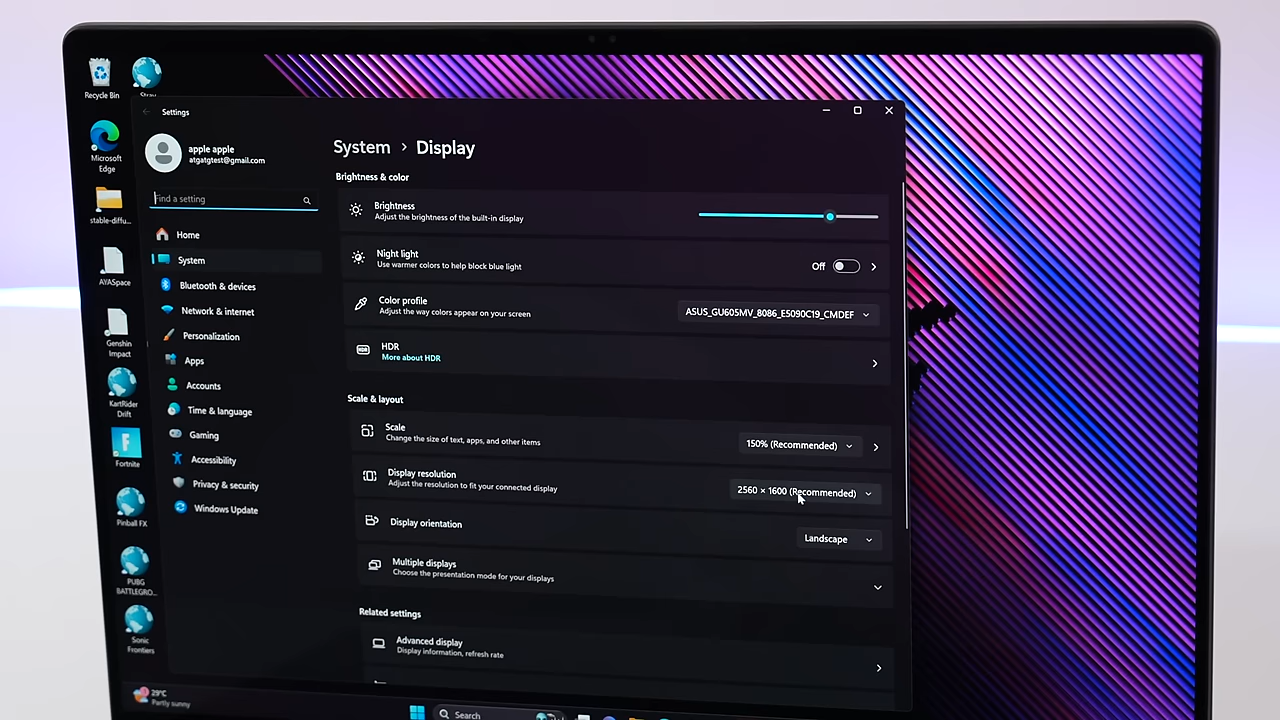 Recycle Bin
Microsoft
Edge
stable-diffu...
AYASpace
Genshin
Impact
KartRider
Drift
Fortnite
Pinball FX
PUBG
BATTLEGRO...
Sonic
Frontiers
Settings
apple apple
atgatgtest@gmail.com
Find a setting
Home
System
Bluetooth & devices
Network & internet
Personalization
Apps
Accounts
Time & language
Gaming
Accessibility
Privacy & security
Windows Update
System > Display
Brightness & color
Brightness
Adjust the brightness of the built-in display
Night light
Use warmer colors to help block blue light
Off
Color profile
Adjust the way colors appear on your screen
ASUS_GU605MV_8086_E5090C19_CMDEF
HDR
HDR
More about HDR
Scale & layout
Scale
Change the size of text, apps, and other items
150% (Recommended)
Display resolution
Adjust the resolution to fit your connected display
2560 × 1600 (Recommended)
Display orientation
Landscape
Multiple displays
Choose the presentation mode for your displays
Related settings
Advanced display
Display information, refresh rate
29°C
Partly sunny
Search